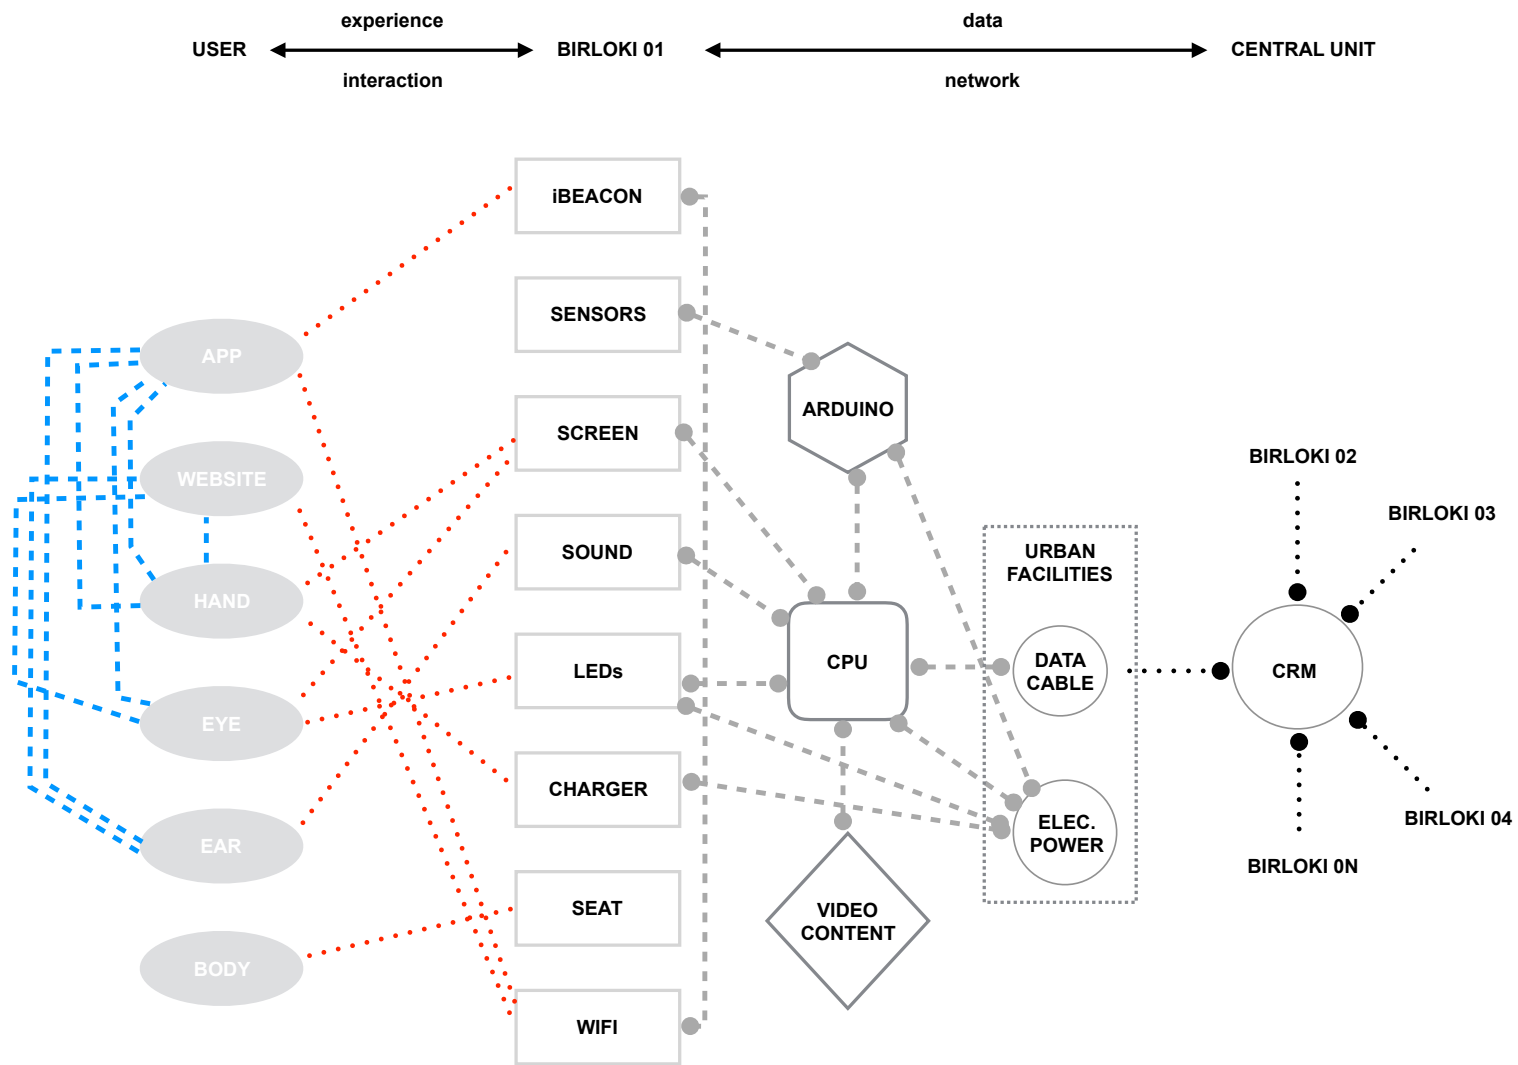 experience
data
USER
BIRLOKI 01
CENTRAL UNIT
interaction
network
iBEACON
SENSORS
APP
SCREEN
ARDUINO
WEBSITE
BIRLOKI 02
BIRLOKI 03
SOUND
URBAN
FACILITIES
HAND
LEDs
CPU
DATA
CABLE
CRM
EYE
CHARGER
BIRLOKI 04
ELEC.
POWER
EAR
BIRLOKI 0N
SEAT
VIDEO
CONTENT
BODY
WIFI